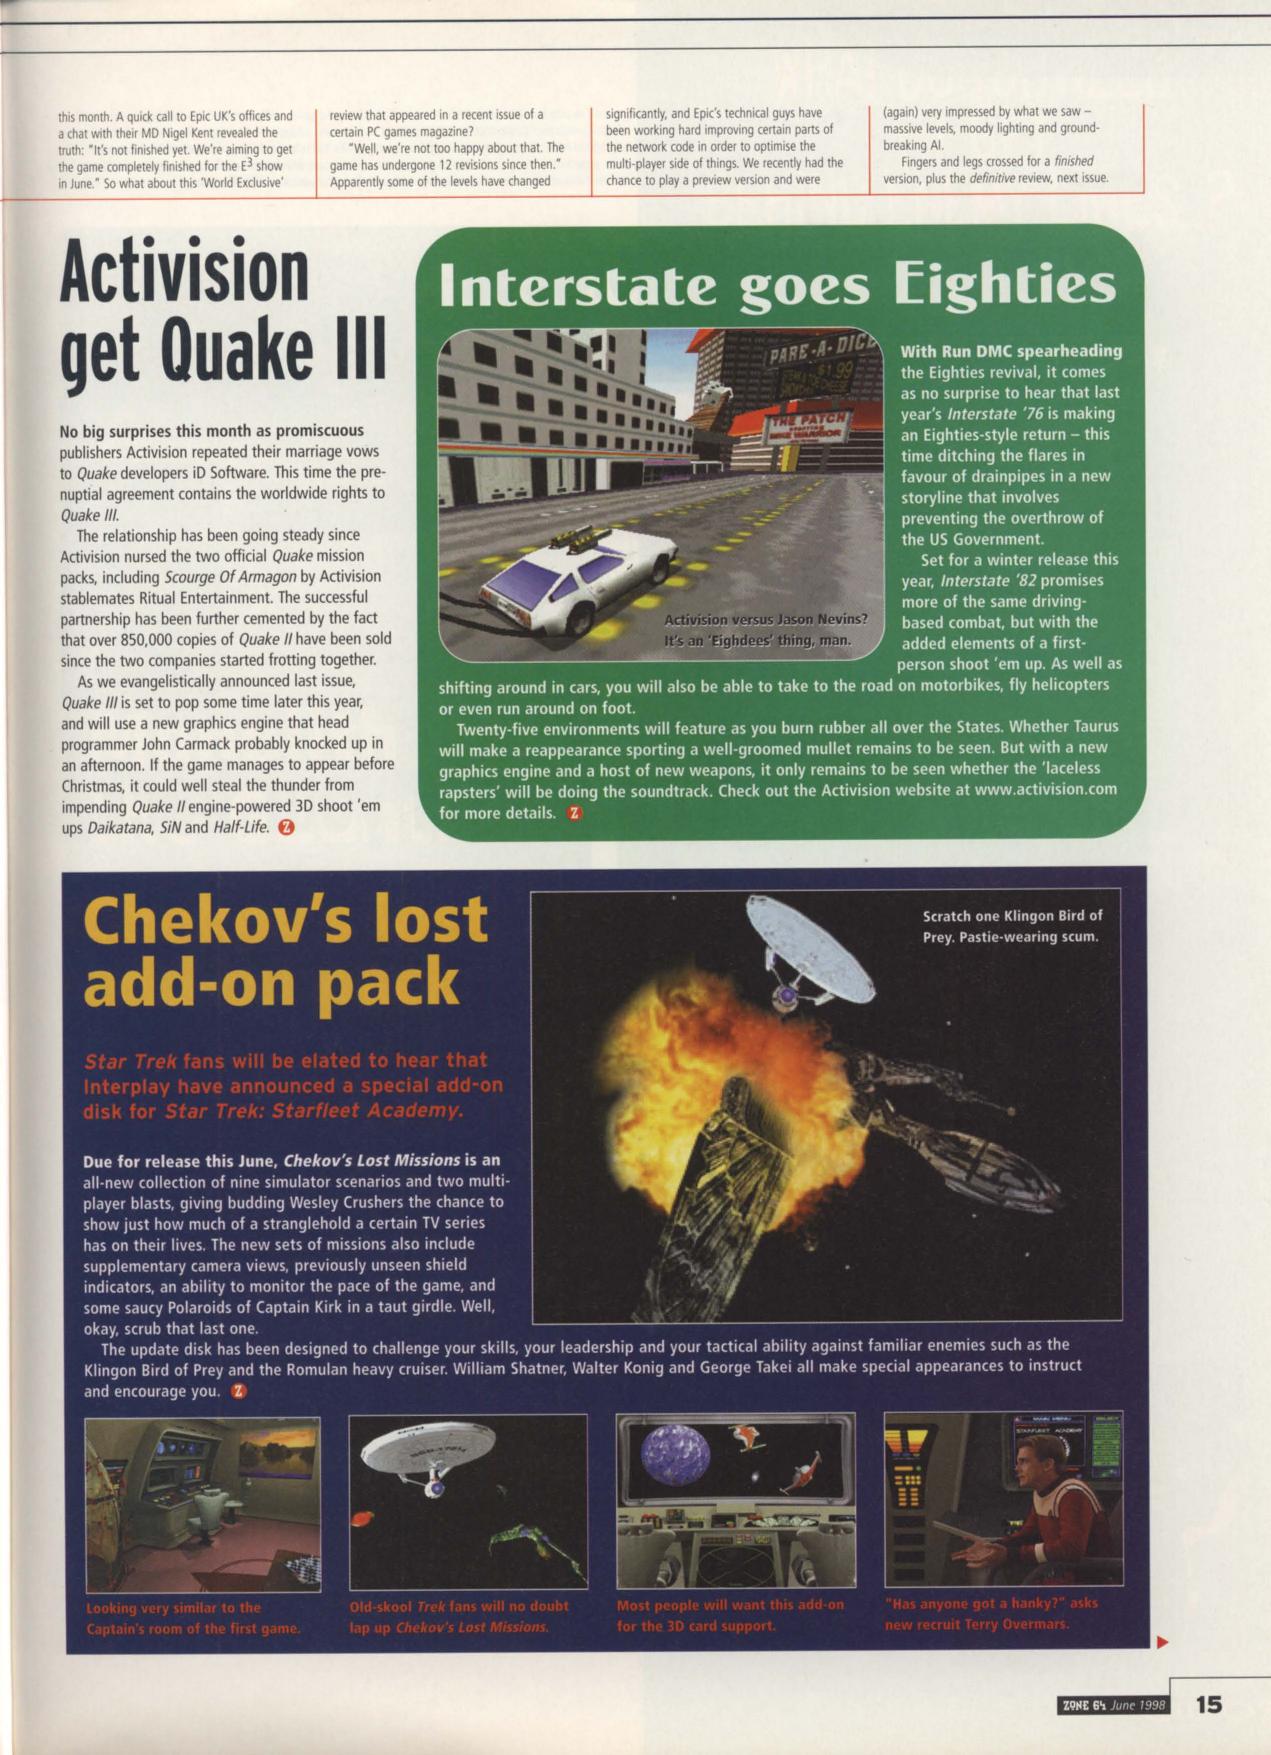 this month. A quick call to Epic UK's offices and
a chat with their MD Nigel Kent revealed the
truth: "It's not finished yet. We're aiming to get
the game completely finished for the E3 show
in June." So what about this 'World Exclusive'
review that appeared in a recent issue of a
certain PC games magazine?
"Well, we're not too happy about that. The
game has undergone 12 revisions since then."
Apparently some of the levels have changed
significantly, and Epic's technical guys have
been working hard improving certain parts of
the network code in order to optimise the
multi-player side of things. We recently had the
chance to play a preview version and were
(again) very impressed by what we saw –
massive levels, moody lighting and ground-
breaking AI.
Fingers and legs crossed for a finished
version, plus the definitive review, next issue.
Activision
get Quake III
No big surprises this month as promiscuous
publishers Activision repeated their marriage vows
to Quake developers iD Software. This time the pre-
nuptial agreement contains the worldwide rights to
Quake III.
The relationship has been going steady since
Activision nursed the two official Quake mission
packs, including Scourge Of Armagon by Activision
stablemates Ritual Entertainment. The successful
partnership has been further cemented by the fact
that over 850,000 copies of Quake II have been sold
since the two companies started frotting together.
As we evangelistically announced last issue,
Quake III is set to pop some time later this year,
and will use a new graphics engine that head
programmer John Carmack probably knocked up in
an afternoon. If the game manages to appear before
Christmas, it could well steal the thunder from
impending Quake II engine-powered 3D shoot 'em
ups Daikatana, SiN and Half-Life. Z
Interstate goes Eighties
PARE-A-DICE
$1.99
THE PATCH
Activision versus Jason Nevins?
It's an 'Eighdees' thing, man.
With Run DMC spearheading
the Eighties revival, it comes
as no surprise to hear that last
year's Interstate '76 is making
an Eighties-style return – this
time ditching the flares in
favour of drainpipes in a new
storyline that involves
preventing the overthrow of
the US Government.
Set for a winter release this
year, Interstate '82 promises
more of the same driving-
based combat, but with the
added elements of a first-
person shoot 'em up. As well as
shifting around in cars, you will also be able to take to the road on motorbikes, fly helicopters
or even run around on foot.
Twenty-five environments will feature as you burn rubber all over the States. Whether Taurus
will make a reappearance sporting a well-groomed mullet remains to be seen. But with a new
graphics engine and a host of new weapons, it only remains to be seen whether the 'laceless
rapsters' will be doing the soundtrack. Check out the Activision website at www.activision.com
for more details. Z
Chekov's lost
add-on pack
Star Trek fans will be elated to hear that
Interplay have announced a special add-on
disk for Star Trek: Starfleet Academy.
Due for release this June, Chekov's Lost Missions is an
all-new collection of nine simulator scenarios and two multi-
player blasts, giving budding Wesley Crushers the chance to
show just how much of a stranglehold a certain TV series
has on their lives. The new sets of missions also include
supplementary camera views, previously unseen shield
indicators, an ability to monitor the pace of the game, and
some saucy Polaroids of Captain Kirk in a taut girdle. Well,
okay, scrub that last one.
The update disk has been designed to challenge your skills, your leadership and your tactical ability against familiar enemies such as the
Klingon Bird of Prey and the Romulan heavy cruiser. William Shatner, Walter Konig and George Takei all make special appearances to instruct
and encourage you. Z
Scratch one Klingon Bird of
Prey. Pastie-wearing scum.
MAIN MENU
STARFLEET ACADEMY
Looking very similar to the
Captain's room of the first game.
Old-skool Trek fans will no doubt
lap up Chekov's Lost Missions.
Most people will want this add-on
for the 3D card support.
"Has anyone got a hanky?" asks
new recruit Terry Overmars.
ZONE 64 June 1998
15